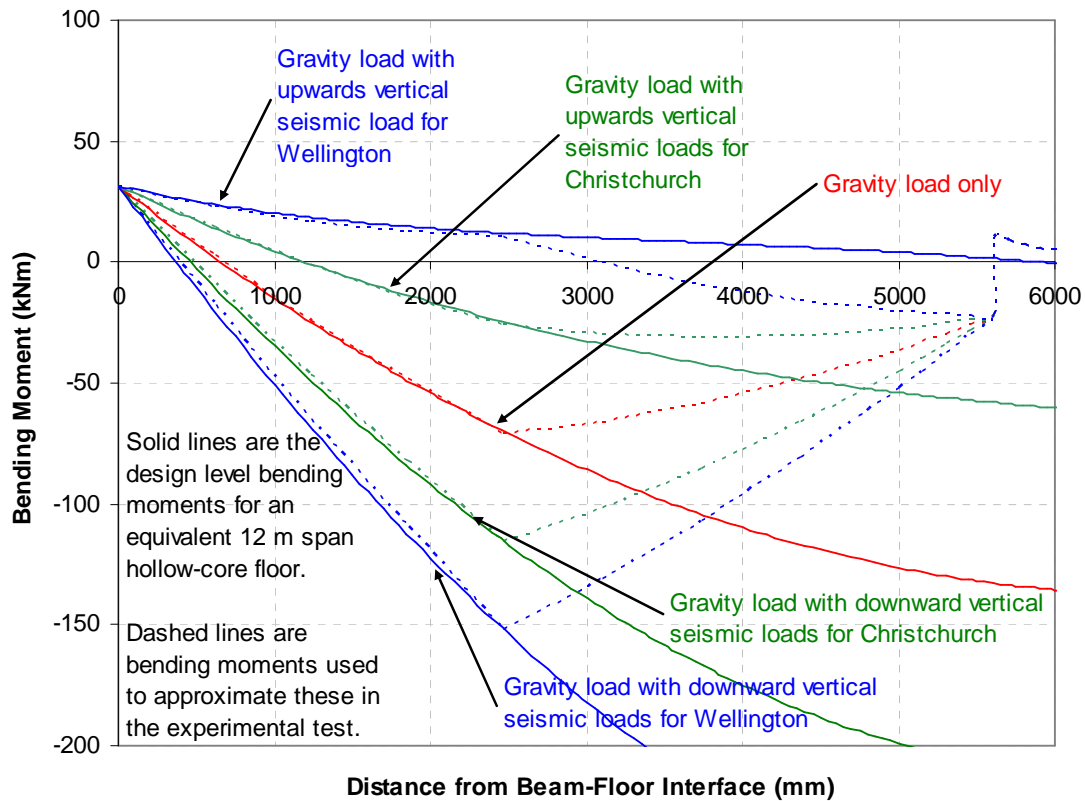 100
50
0
-50
-100
-150
-200
Bending Moment (kNm)
Gravity load with
upwards vertical
seismic load for
Wellington
Gravity load with
upwards vertical
seismic loads for
Christchurch
Gravity load only
0
1000
2000
3000
4000
5000
6000
Solid lines are the
design level bending
moments for an
equivalent 12 m span
hollow-core floor.
Dashed lines are
bending moments used
to approximate these in
the experimental test.
Gravity load with downward vertical
seismic loads for Christchurch
Gravity load with downward vertical
seismic loads for Wellington
Distance from Beam-Floor Interface (mm)